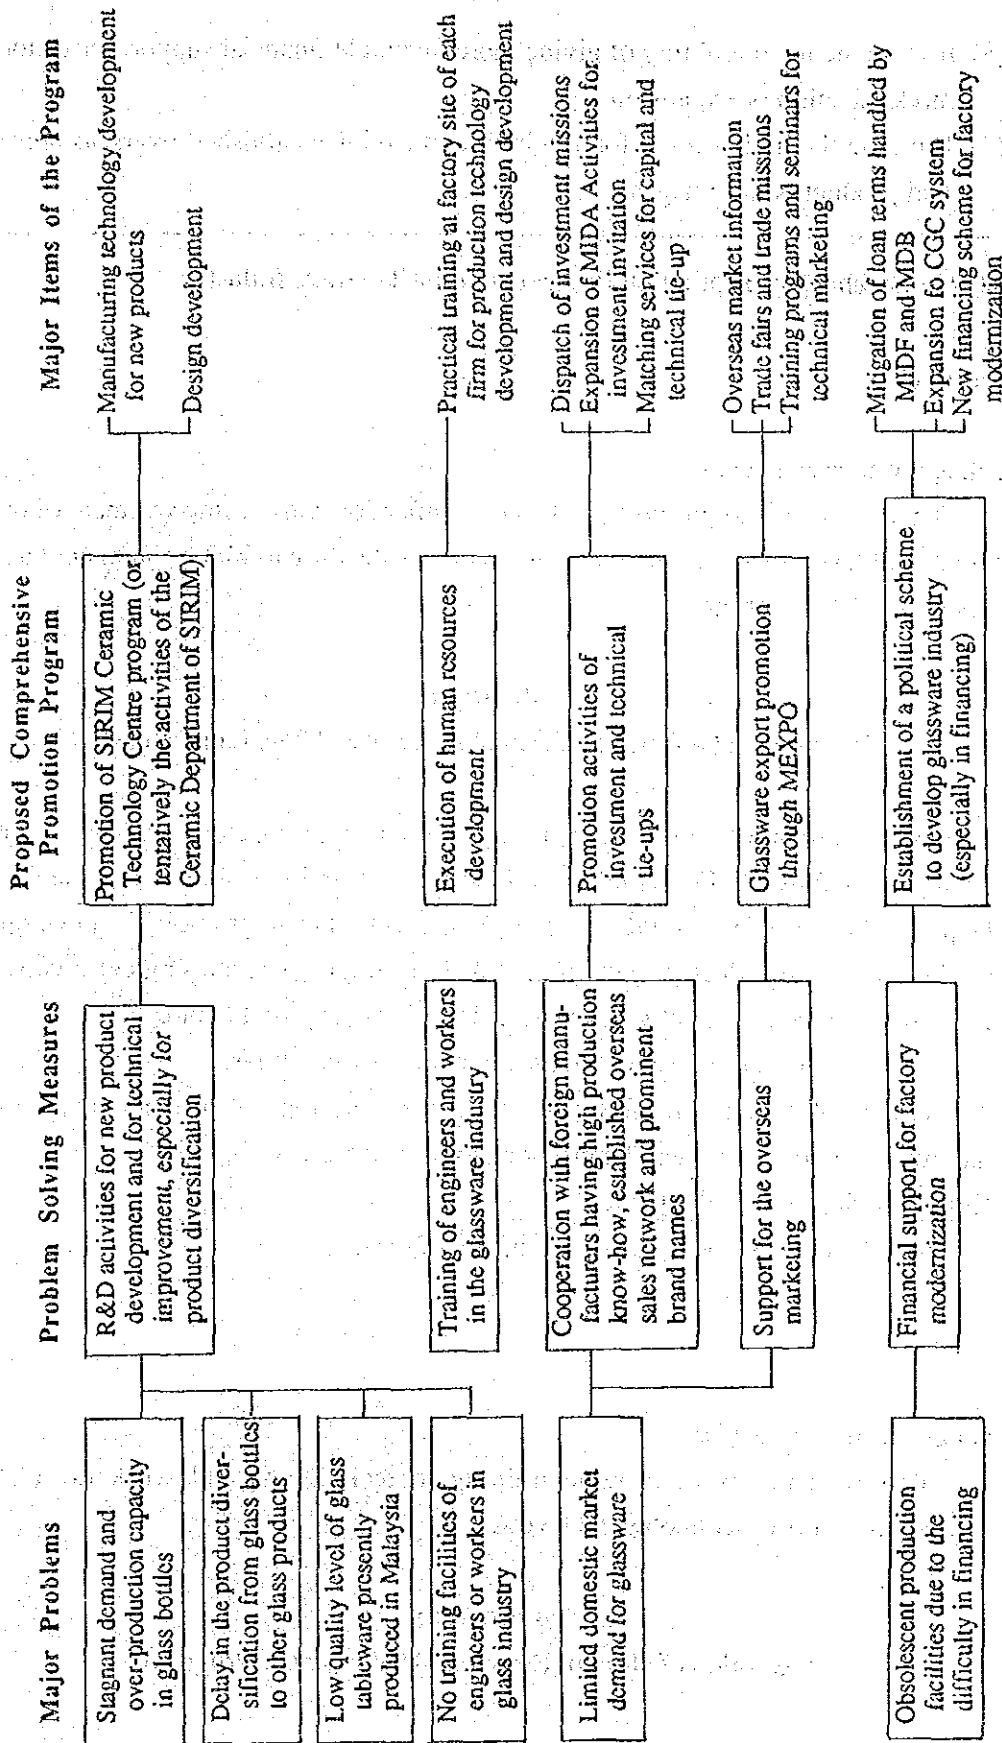 Major Problems
Stagnant demand and
over-production capacity
in glass bottles
Delay in the product diver-
sification from glass bottles
to other glass products
Low quality level of glass
tableware presently
produced in Malaysia
No training facilities of
engineers or workers in
glass industry
Limited domestic market
demand for glassware
Obsolescent production
facilities due to the
difficulty in financing
Problem Solving Measures
R&D activities for new product
development and for technical
improvement, especially for
product diversification
Training of engineers and workers
in the glassware industry
Cooperation with foreign manu-
facturers having high production
know-how, established overseas
sales network and prominent
brand names
Support for the overseas
marketing
Financial support for factory
modernization
Proposed Comprehensive
Promotion Program
Promotion of SIRIM Ceramic
Technology Centre program (or
tentatively the activities of the
Ceramic Department of SIRIM)
Execution of human resources
development
Promotion activities of
investment and technical
tie-ups
Glassware export promotion
through MEXPO
Establishment of a political scheme
to develop glassware industry
(especially in financing)
Major Items of the Program
Manufacturing technology development
for new products
Design development
Practical training at factory site of each
firm for production technology
development and design development
Dispatch of investment missions
Expansion of MIDA Activities for
investment invitation
Matching services for capital and
technical tie-up
Overseas market information
Trade fairs and trade missions
Training programs and seminars for
technical marketing
Mitigation of loan terms handled by
MIDF and MDB
Expansion fo CGC system
New financing scheme for factory
modernization